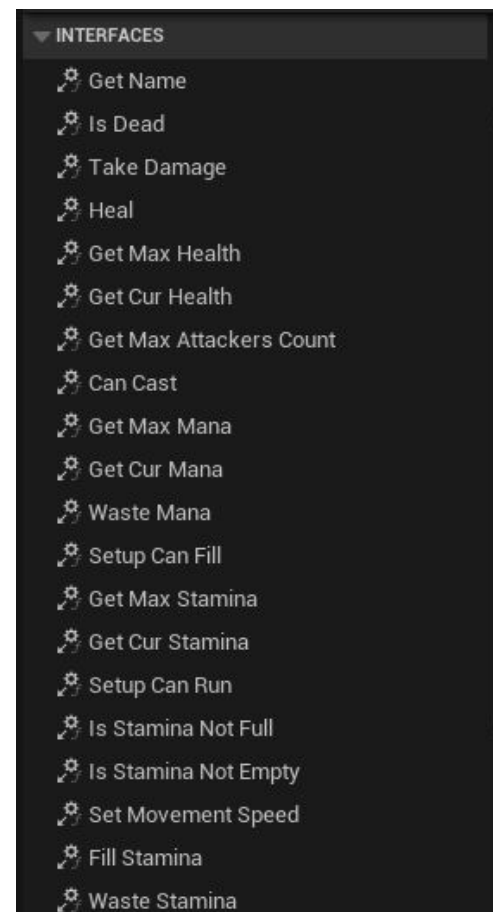 INTERFACES
Get Name
Is Dead
Take Damage
Heal
Get Max Health
Get Cur Health
Get Max Attackers Count
Can Cast
Get Max Mana
Get Cur Mana
Waste Mana
Setup Can Fill
Get Max Stamina
Get Cur Stamina
Setup Can Run
Is Stamina Not Full
Is Stamina Not Empty
Set Movement Speed
Fill Stamina
Waste Stamina